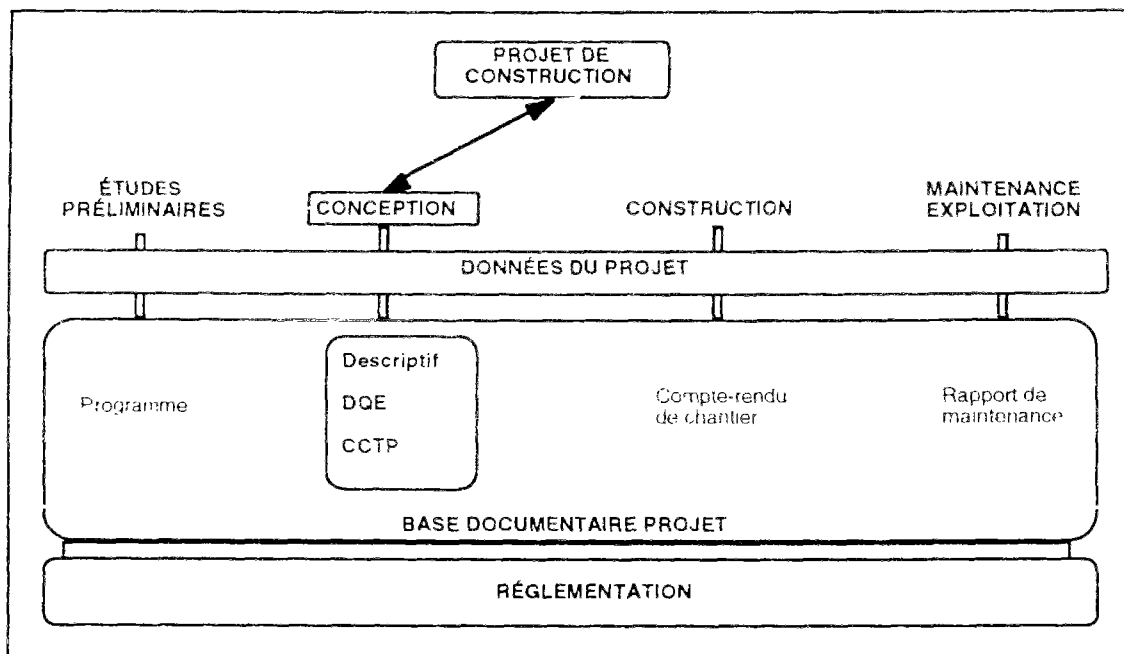 PROJET DE
CONSTRUCTION
ÉTUDES
PRÉLIMINAIRES
CONCEPTION
CONSTRUCTION
MAINTENANCE
EXPLOITATION
DONNÉES DU PROJET
Programme
Descriptif
DQE
CCTP
Compte-rendu
de chantier
Rapport de
maintenance
BASE DOCUMENTAIRE PROJET
RÉGLEMENTATION